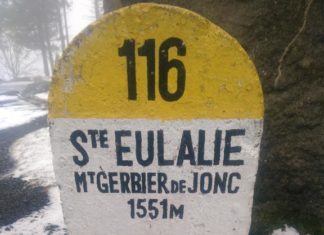 116
STE EULALIE
MT GERBIER DE JONC
1551M